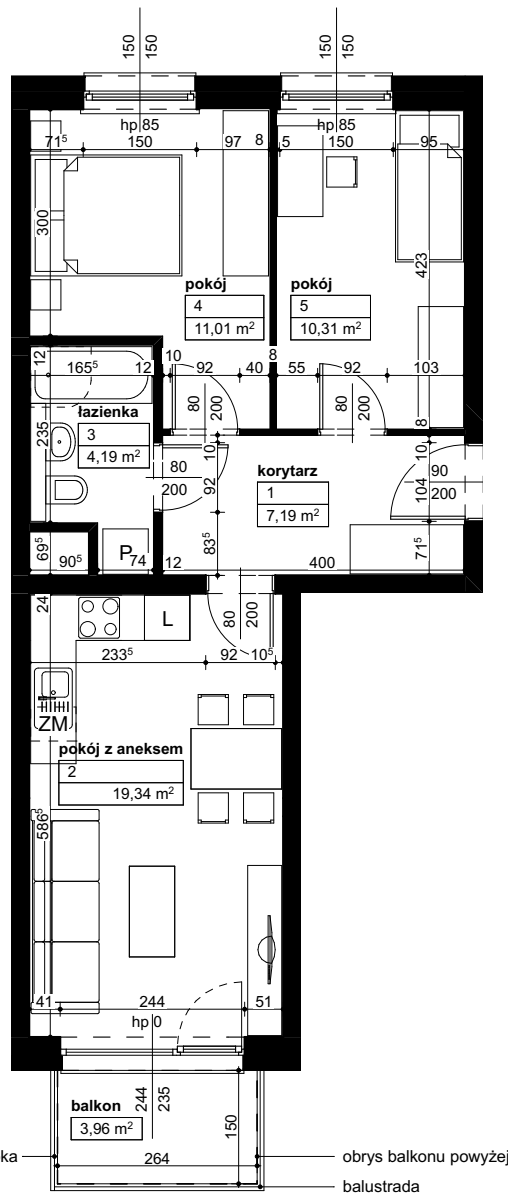 150 150
150 150
hp 85
hp 85
71⁵ 150 97 8 5 150 95
300
423
pokój
4
11,01 m²
pokój
5
10,31 m²
12
165⁵ 12 10 92 40 8 55 92 103
80 200
80 200
8
łazienka
3
4,19 m²
235
80
200
10
92
korytarz
1
7,19 m²
10
104
90
200
69⁵
90⁵
P
74
12
83⁵
400
71⁵
24
L
80 200
233⁵ 92 10⁵
ZM
pokój z aneksem
2
19,34 m²
586⁵
41 244 51
hp 0
244 235
balkon
3,96 m²
150
264
ka
obrys balkonu powyżej
balustrada